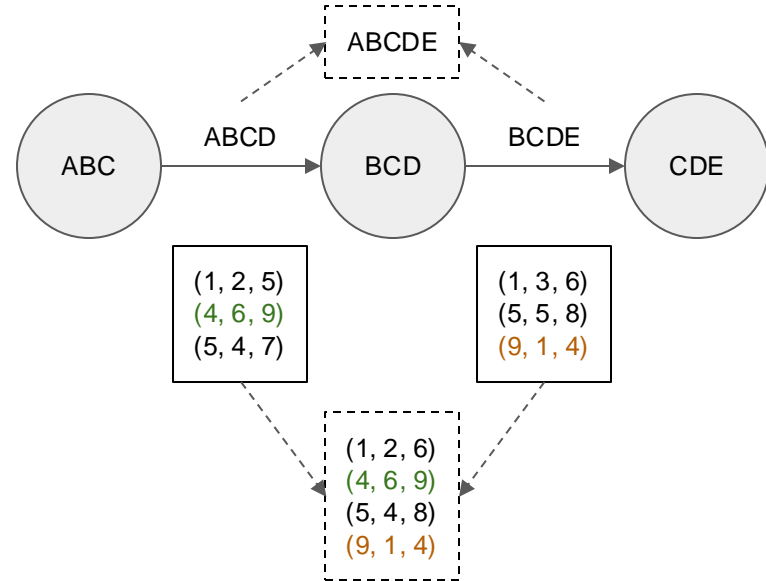 ABCDE
ABCD
BCDE
ABC
BCD
CDE
(1, 2, 5)
(4, 6, 9)
(5, 4, 7)
(1, 3, 6)
(5, 5, 8)
(9, 1, 4)
(1, 2, 6)
(4, 6, 9)
(5, 4, 8)
(9, 1, 4)